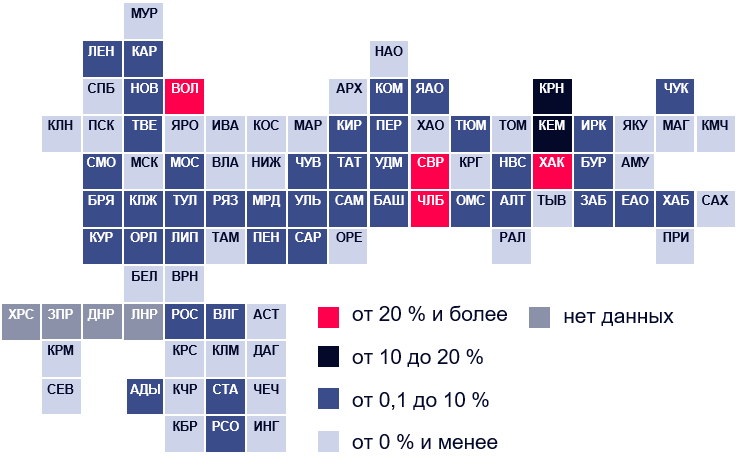 МУР
ЛЕН КАР НАО
СПБ НОВ ВОЛ АРХ КОМ ЯАО КРН ЧУК
КЛН ПСК ТВЕ ЯРО ИВА КОС МАР КИР ПЕР ХАО ТЮМ ТОМ КЕМ ИРК ЯКУ МАГ КМЧ
СМО МСК МОС ВЛА НИЖ ЧУВ ТАТ УДМ СВР КРГ НВС ХАК БУР АМУ
БРЯ КЛЖ ТУЛ РЯЗ МРД УЛЬ САМ БАШ ЧЛБ ОМС АЛТ ТЫВ ЗАБ ЕАО ХАБ САХ
КУР ОРЛ ЛИП ТАМ ПЕН САР ОРЕ РАЛ ПРИ
БЕЛ ВРН
ХРС ЗПР ДНР ЛНР РОС ВЛГ АСТ
КРМ КРС КЛМ ДАГ
СЕВ АДЫ КЧР СТА ЧЕЧ
КБР РСО ИНГ
от 20 % и более
нет данных
от 10 до 20 %
от 0,1 до 10 %
от 0 % и менее